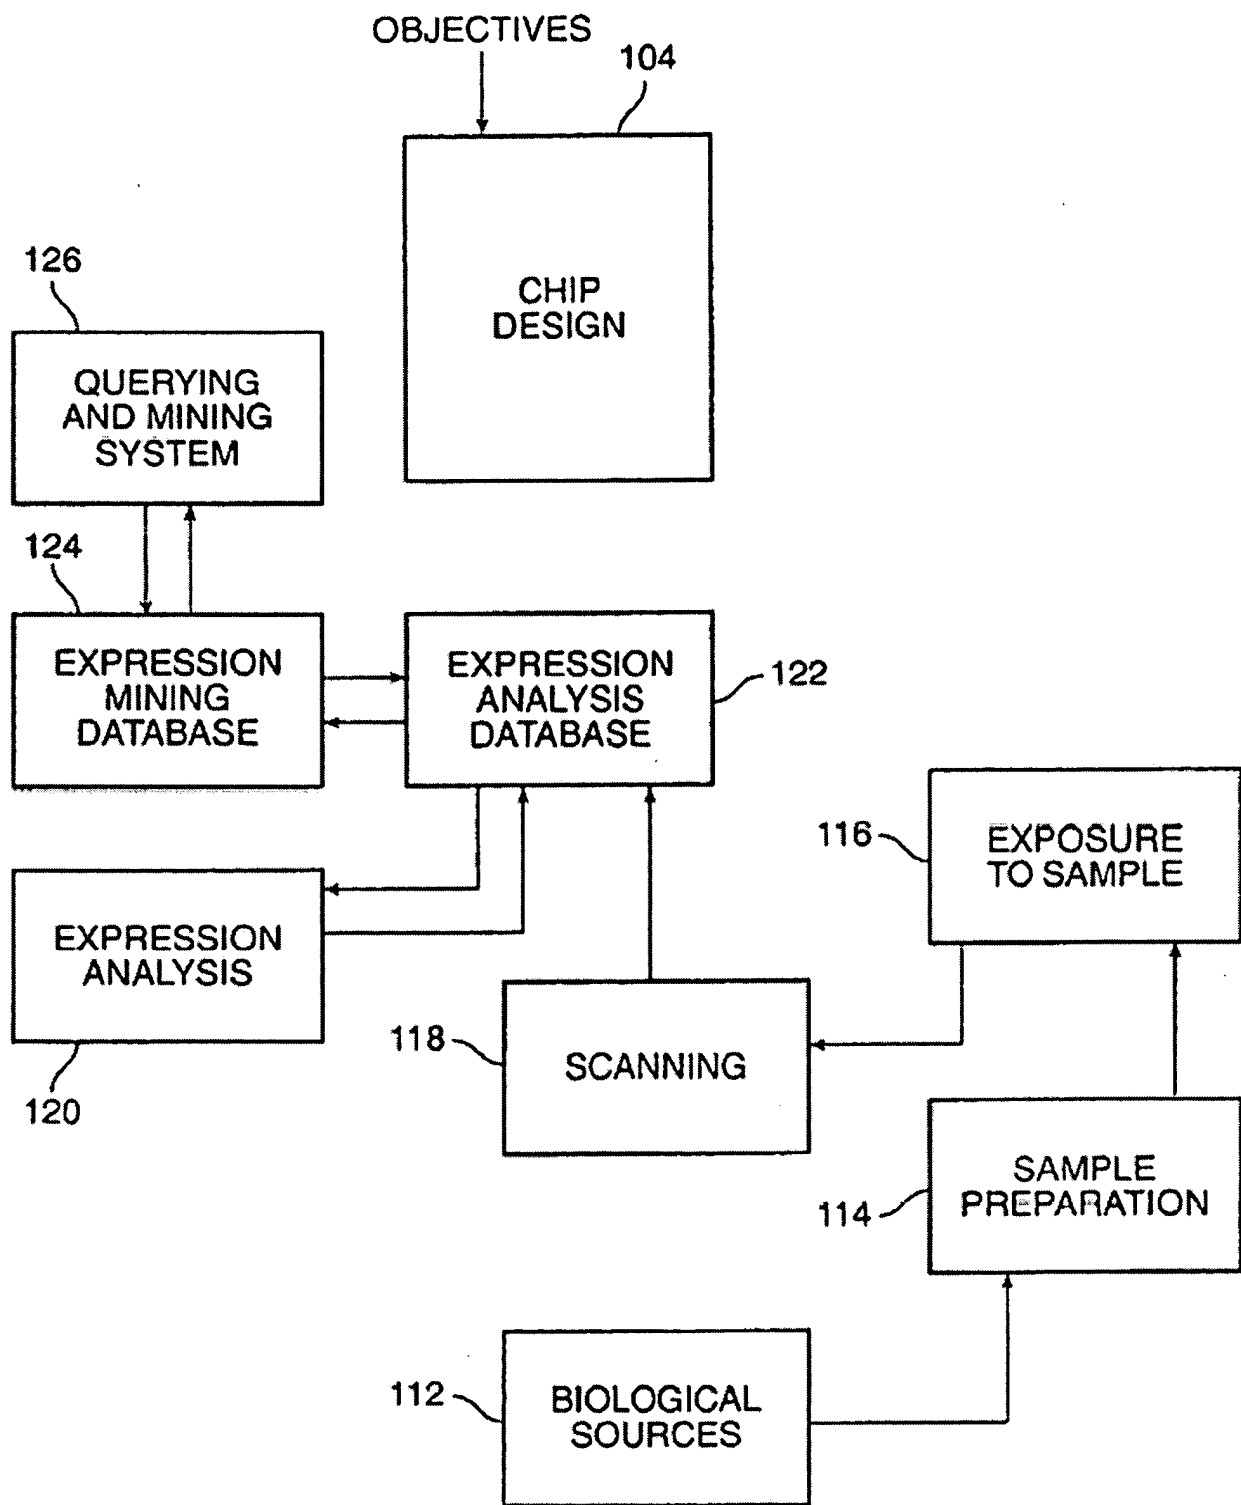 OBJECTIVES
104
CHIP
DESIGN
126
QUERYING
AND MINING
SYSTEM
124
EXPRESSION
MINING
DATABASE
EXPRESSION
ANALYSIS
DATABASE
122
116
EXPOSURE
TO SAMPLE
EXPRESSION
ANALYSIS
120
118
SCANNING
114
SAMPLE
PREPARATION
112
BIOLOGICAL
SOURCES